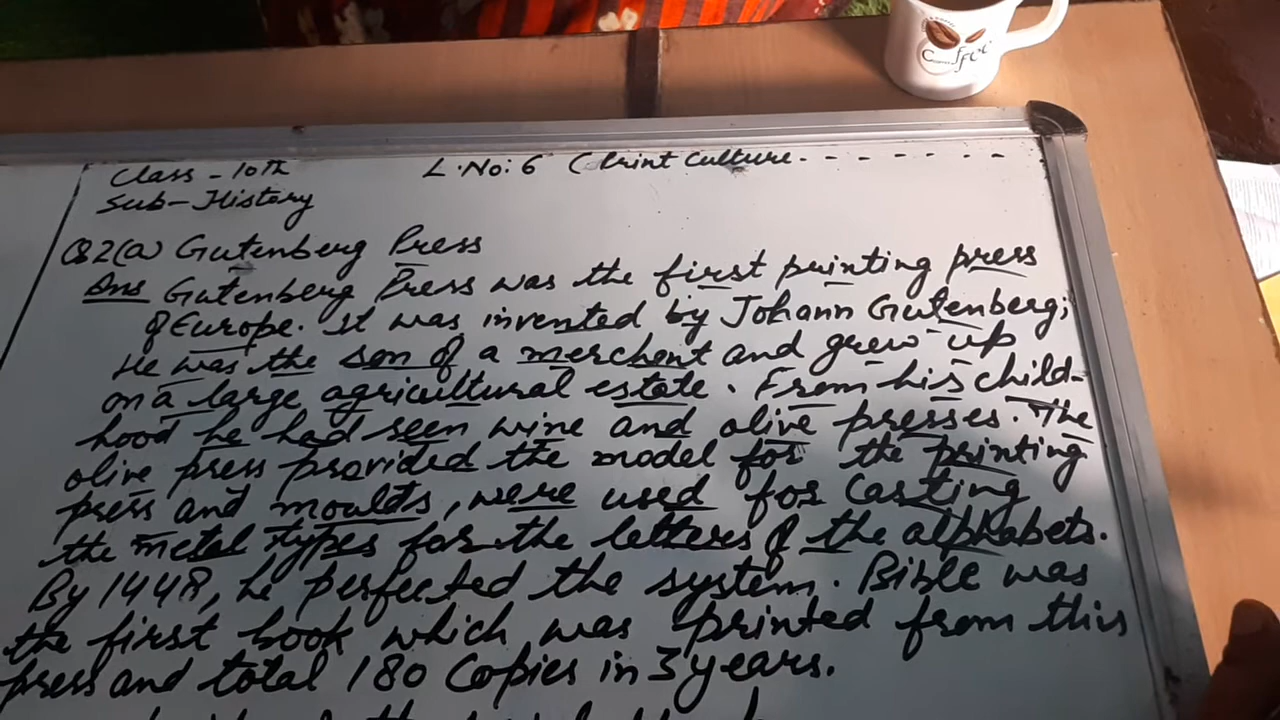 Coffee
Class - 10th L.No: 6 (Print Culture. - - - - - -
Sub - History
Q2(a) Gutenberg Press
Ans Gutenberg Press was the first printing press
of Europe. It was invented by Johann Gutenberg;
He was the son of a merchant and grew up
on a large agricultural estate. From his child-
hood he had seen wine and olive presses. The
olive press provided the model for the printing
press and moulds, were used for casting
the metal types for the letters of the alphabets.
By 1448, he perfected the system. Bible was
the first book which was printed from this
press and total 180 Copies in 3 years.